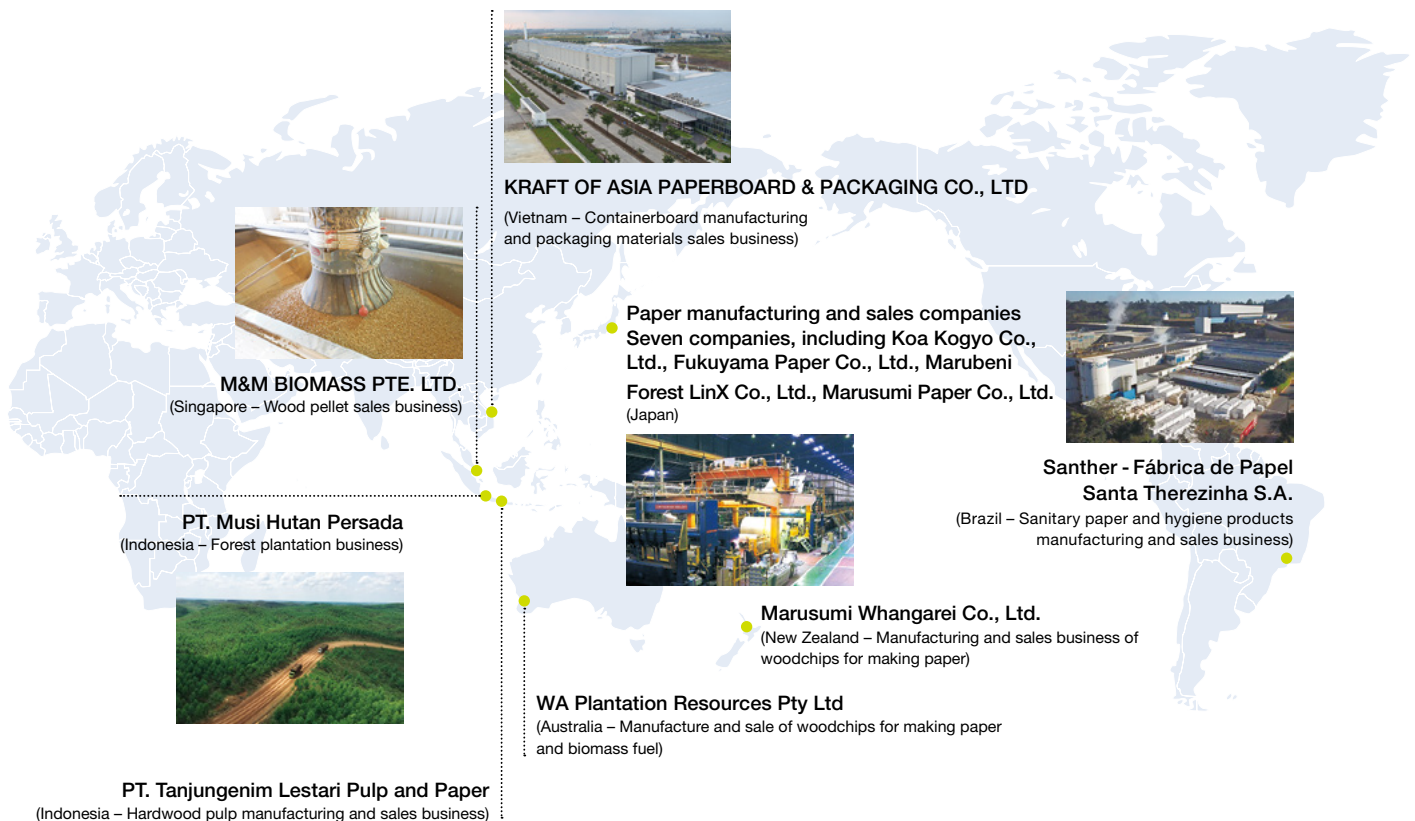 KRAFT OF ASIA PAPERBOARD & PACKAGING CO., LTD
(Vietnam – Containerboard manufacturing
and packaging materials sales business)
M&M BIOMASS PTE. LTD.
(Singapore – Wood pellet sales business)
Paper manufacturing and sales companies
Seven companies, including Koa Kogyo Co.,
Ltd., Fukuyama Paper Co., Ltd., Marubeni
Forest LinX Co., Ltd., Marusumi Paper Co., Ltd.
(Japan)
Santher - Fábrica de Papel
Santa Therezinha S.A.
(Brazil – Sanitary paper and hygiene products
manufacturing and sales business)
PT. Musi Hutan Persada
(Indonesia – Forest plantation business)
Marusumi Whangarei Co., Ltd.
(New Zealand – Manufacturing and sales business of
woodchips for making paper)
WA Plantation Resources Pty Ltd
(Australia – Manufacture and sale of woodchips for making paper
and biomass fuel)
PT. Tanjungenim Lestari Pulp and Paper
(Indonesia – Hardwood pulp manufacturing and sales business)